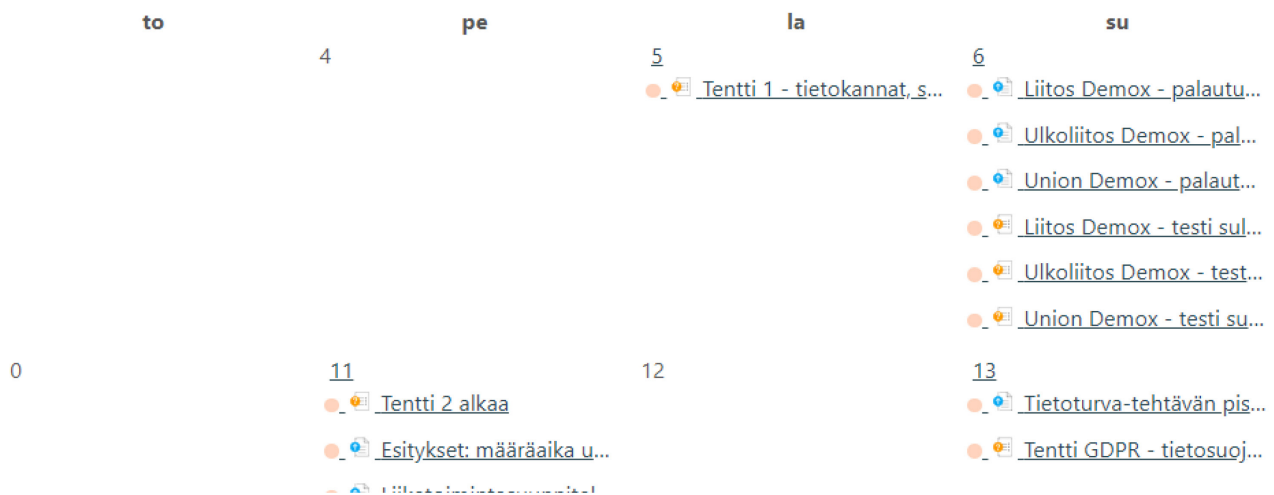 to pe la su
4 5 6
Tentti 1 - tietokannat, s... Liitos Demox - palautu...
Ulkoliitos Demox - pal...
Union Demox - palaut...
Liitos Demox - testi sul...
Ulkoliitos Demox - test...
Union Demox - testi su...
0 11 12 13
Tentti 2 alkaa Tietoturva-tehtävän pis...
Esitykset: määräaika u... Tentti GDPR - tietosuoj...